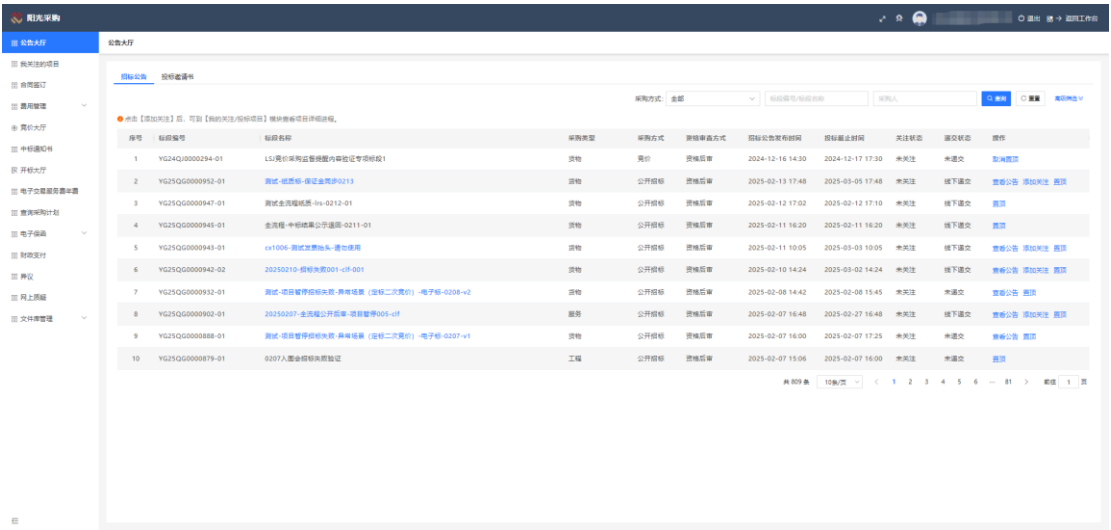 阳光采购
退出 返回工作台
公告大厅
我关注的项目
合同签订
费用管理
竞价大厅
中标通知书
开标大厅
电子交易服务嘉年華
查询采购计划
电子保函
财政支付
异议
网上质疑
文件库管理
公告大厅
招标公告 投标邀请书
采购方式: 全部 标段编号/标段名称 采购人 查询 重置 高级筛选
点击【添加关注】后，可到【我的关注/投标项目】模块查看项目详细进程。
序号 标段编号 标段名称 采购类型 采购方式 资格审查方式 招标公告发布时间 投标截止时间 关注状态 递交状态 操作
1 YG24QJ0000294-01 LSJ竞价采购监督提醒内容验证专项标段1 货物 竞价 资格后审 2024-12-16 14:30 2024-12-17 17:30 未关注 未递交 取消置顶
2 YG25QG0000952-01 测试-纸质标-保证金同步0213 货物 公开招标 资格后审 2025-02-13 17:48 2025-03-05 17:48 未关注 线下递交 查看公告 添加关注 置顶
3 YG25QG0000947-01 测试全流程纸质-lrs-0212-01 货物 公开招标 资格后审 2025-02-12 17:02 2025-02-12 17:10 未关注 线下递交 置顶
4 YG25QG0000945-01 全流程-中标结果公示退回-0211-01 货物 公开招标 资格后审 2025-02-11 16:20 2025-02-11 16:20 未关注 线下递交 置顶
5 YG25QG0000943-01 cx1006-测试发票抬头-请勿使用 货物 公开招标 资格后审 2025-02-11 10:05 2025-03-03 10:05 未关注 线下递交 查看公告 添加关注 置顶
6 YG25QG0000942-02 20250210-招标失败001-clf-001 货物 公开招标 资格后审 2025-02-10 14:24 2025-03-02 14:24 未关注 线下递交 查看公告 添加关注 置顶
7 YG25QG0000932-01 测试-项目暂停招标失败-异常场景（定标二次竞价）-电子标-0208-v2 货物 公开招标 资格后审 2025-02-08 14:42 2025-02-08 15:45 未关注 未递交 查看公告 置顶
8 YG25QG0000902-01 20250207-全流程公开后审-项目暂停005-clf 服务 公开招标 资格后审 2025-02-07 16:48 2025-02-27 16:48 未关注 线下递交 查看公告 添加关注 置顶
9 YG25QG0000888-01 测试-项目暂停招标失败-异常场景（定标二次竞价）-电子标-0207-v1 货物 公开招标 资格后审 2025-02-07 16:00 2025-02-07 17:25 未关注 未递交 查看公告 置顶
10 YG25QG0000879-01 0207入围会招标失败验证 工程 公开招标 资格后审 2025-02-07 15:06 2025-02-07 16:00 未关注 未递交 置顶
共 809 条 10条/页 < 1 2 3 4 5 6 ... 81 > 前往 1 页